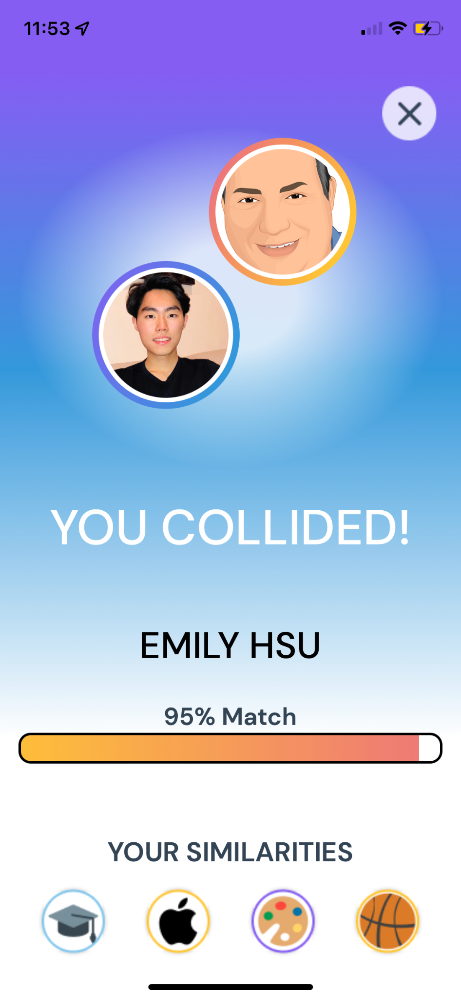 11:53
YOU COLLIDED!
EMILY HSU
95% Match
YOUR SIMILARITIES